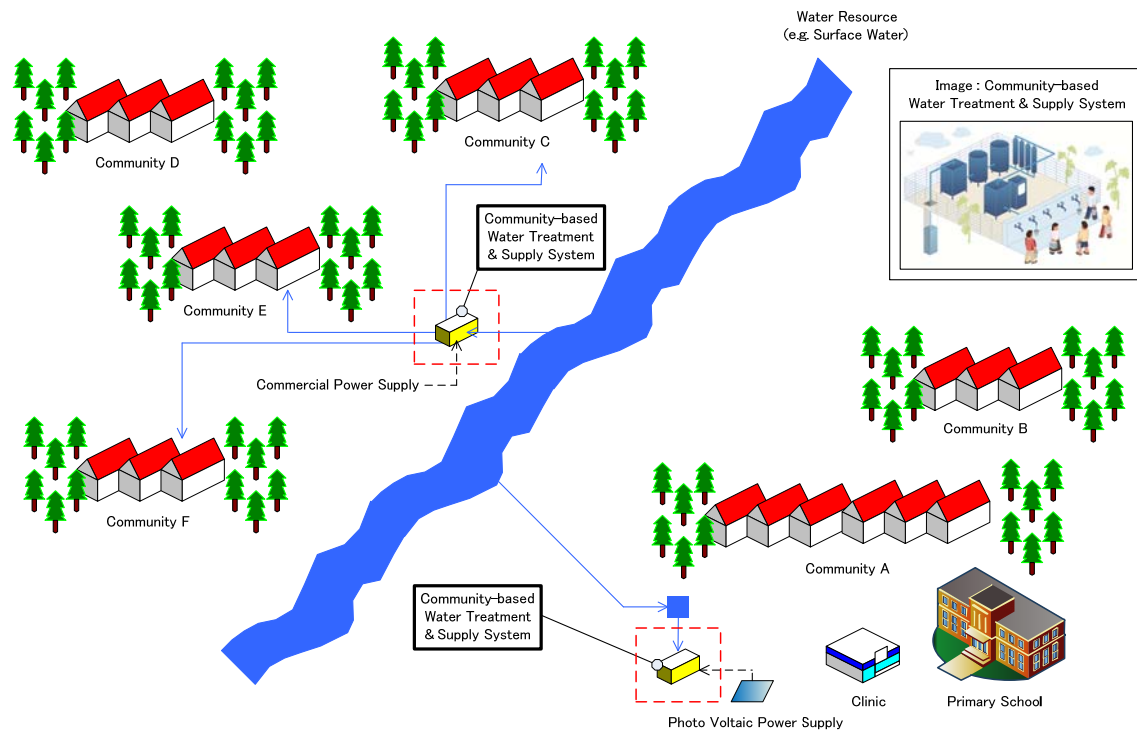 Water Resource
(e.g. Surface Water)
Image : Community-based
Water Treatment & Supply System
Community D
Community C
Community-based
Water Treatment
& Supply System
Community E
Commercial Power Supply
Community B
Community F
Community A
Community-based
Water Treatment
& Supply System
Clinic
Primary School
Photo Voltaic Power Supply